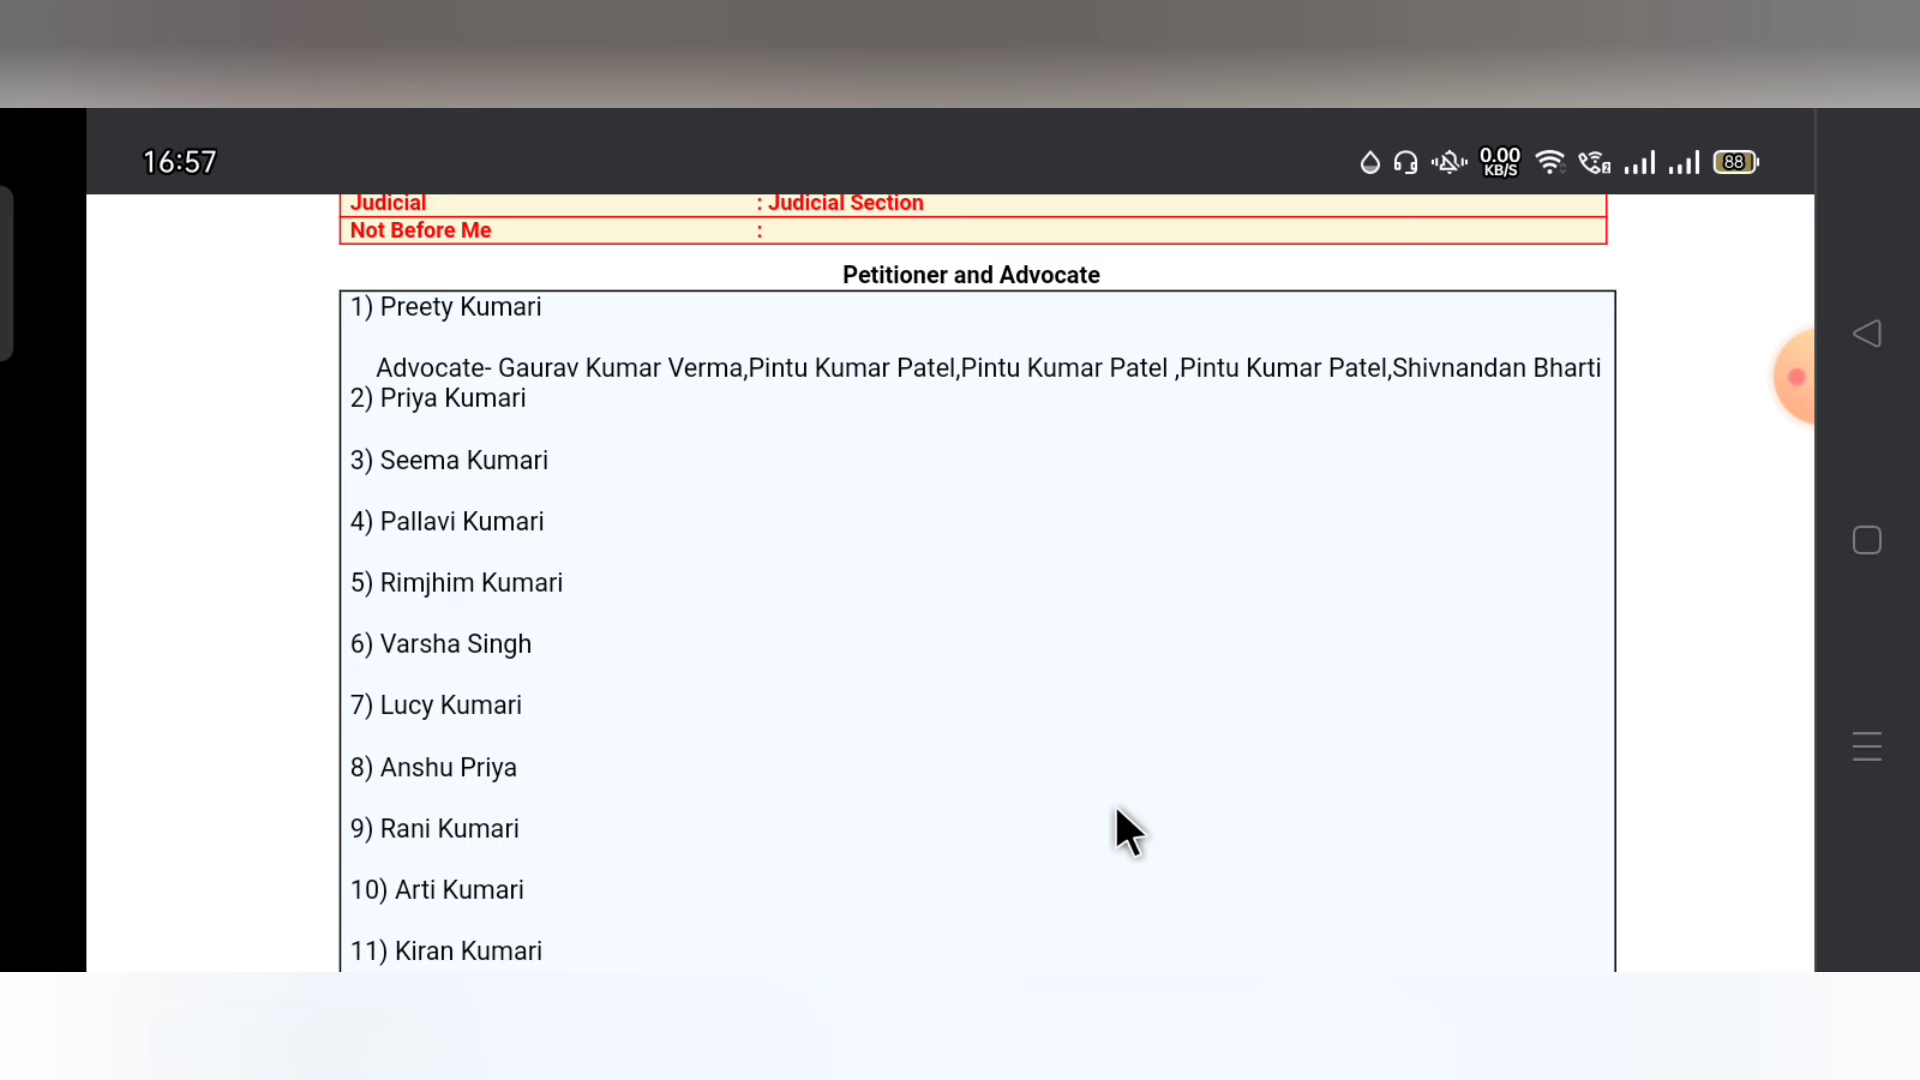 16:57
0.00
KB/S
2
88
Judicial : Judicial Section
Not Before Me :
Petitioner and Advocate
1) Preety Kumari
Advocate- Gaurav Kumar Verma,Pintu Kumar Patel,Pintu Kumar Patel ,Pintu Kumar Patel,Shivnandan Bharti
2) Priya Kumari
3) Seema Kumari
4) Pallavi Kumari
5) Rimjhim Kumari
6) Varsha Singh
7) Lucy Kumari
8) Anshu Priya
9) Rani Kumari
10) Arti Kumari
11) Kiran Kumari